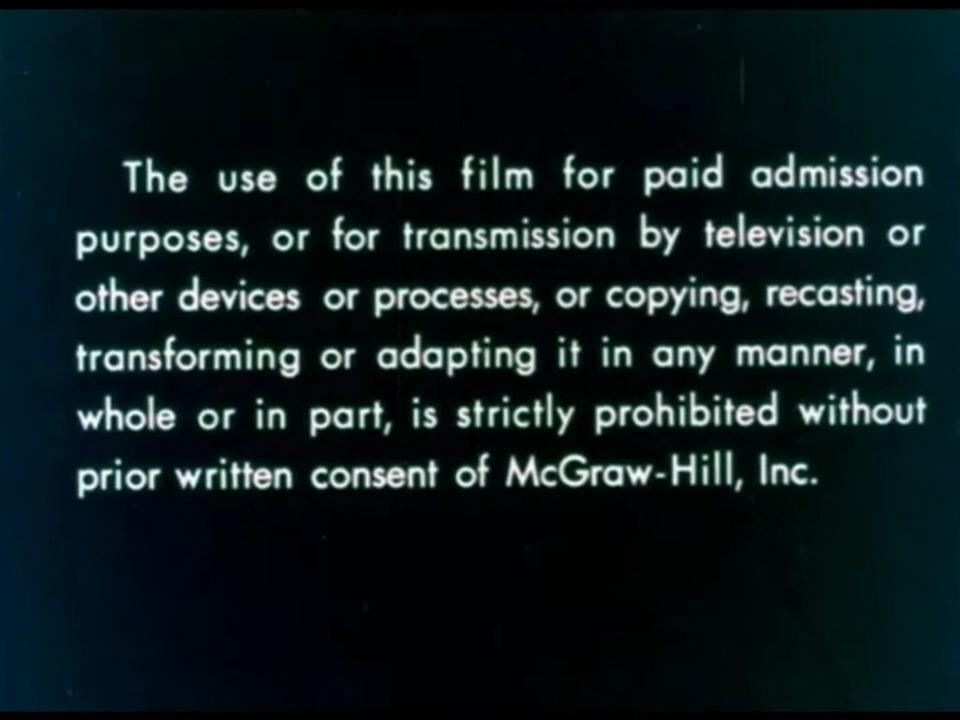 The use of this film for paid admission
purposes, or for transmission by television or
other devices or processes, or copying, recasting,
transforming or adapting it in any manner, in
whole or in part, is strictly prohibited without
prior written consent of McGraw-Hill, Inc.